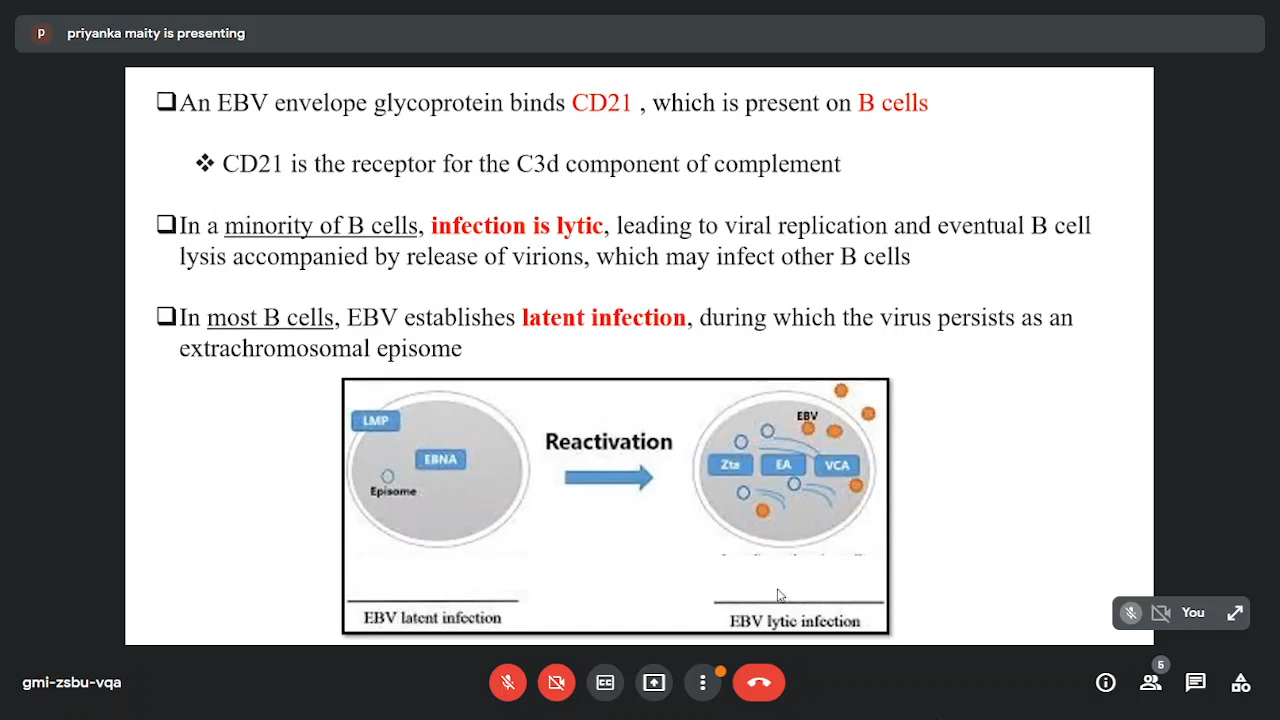 p priyanka maity is presenting
❑An EBV envelope glycoprotein binds CD21 , which is present on B cells
❖ CD21 is the receptor for the C3d component of complement
❑In a minority of B cells, infection is lytic, leading to viral replication and eventual B cell
lysis accompanied by release of virions, which may infect other B cells
❑In most B cells, EBV establishes latent infection, during which the virus persists as an
extrachromosomal episome
LMP
EBNA
Episome
Reactivation
EBV
Zta EA VCA
EBV latent infection
EBV lytic infection
You
gmi-zsbu-vqa
CC
5